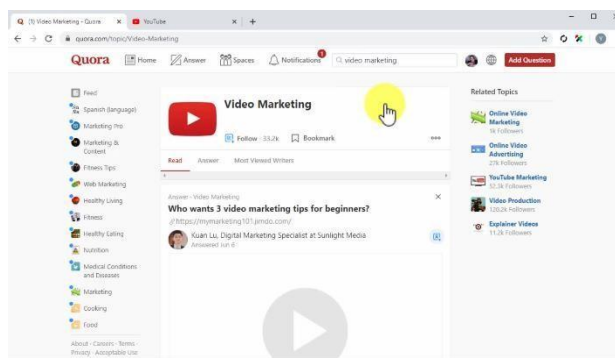 (1) Video Marketing - Quora
YouTube
quora.com/topic/Video-Marketing
Quora
Home
Answer
Spaces
Notifications
video marketing
Add Question
Feed
Spanish (language)
Marketing Pro
Marketing &
Content
Fitness Tips
Web Marketing
Healthy Living
Fitness
Healthy Eating
Nutrition
Medical Conditions
and Diseases
Marketing
Cooking
Food
About · Careers · Terms ·
Privacy · Acceptable Use
Video Marketing
Follow · 33.2k
Bookmark
Read
Answer
Most Viewed Writers
Answer · Video Marketing
Who wants 3 video marketing tips for beginners?
https://mymarketing101.jimdo.com/
Kuan Lu, Digital Marketing Specialist at Sunlight Media
Answered Jun 6
Related Topics
Online Video
Marketing
5k Followers
Online Video
Advertising
27k Followers
YouTube Marketing
Followers
Video Production
Followers
Explainer Videos
11.2k Followers